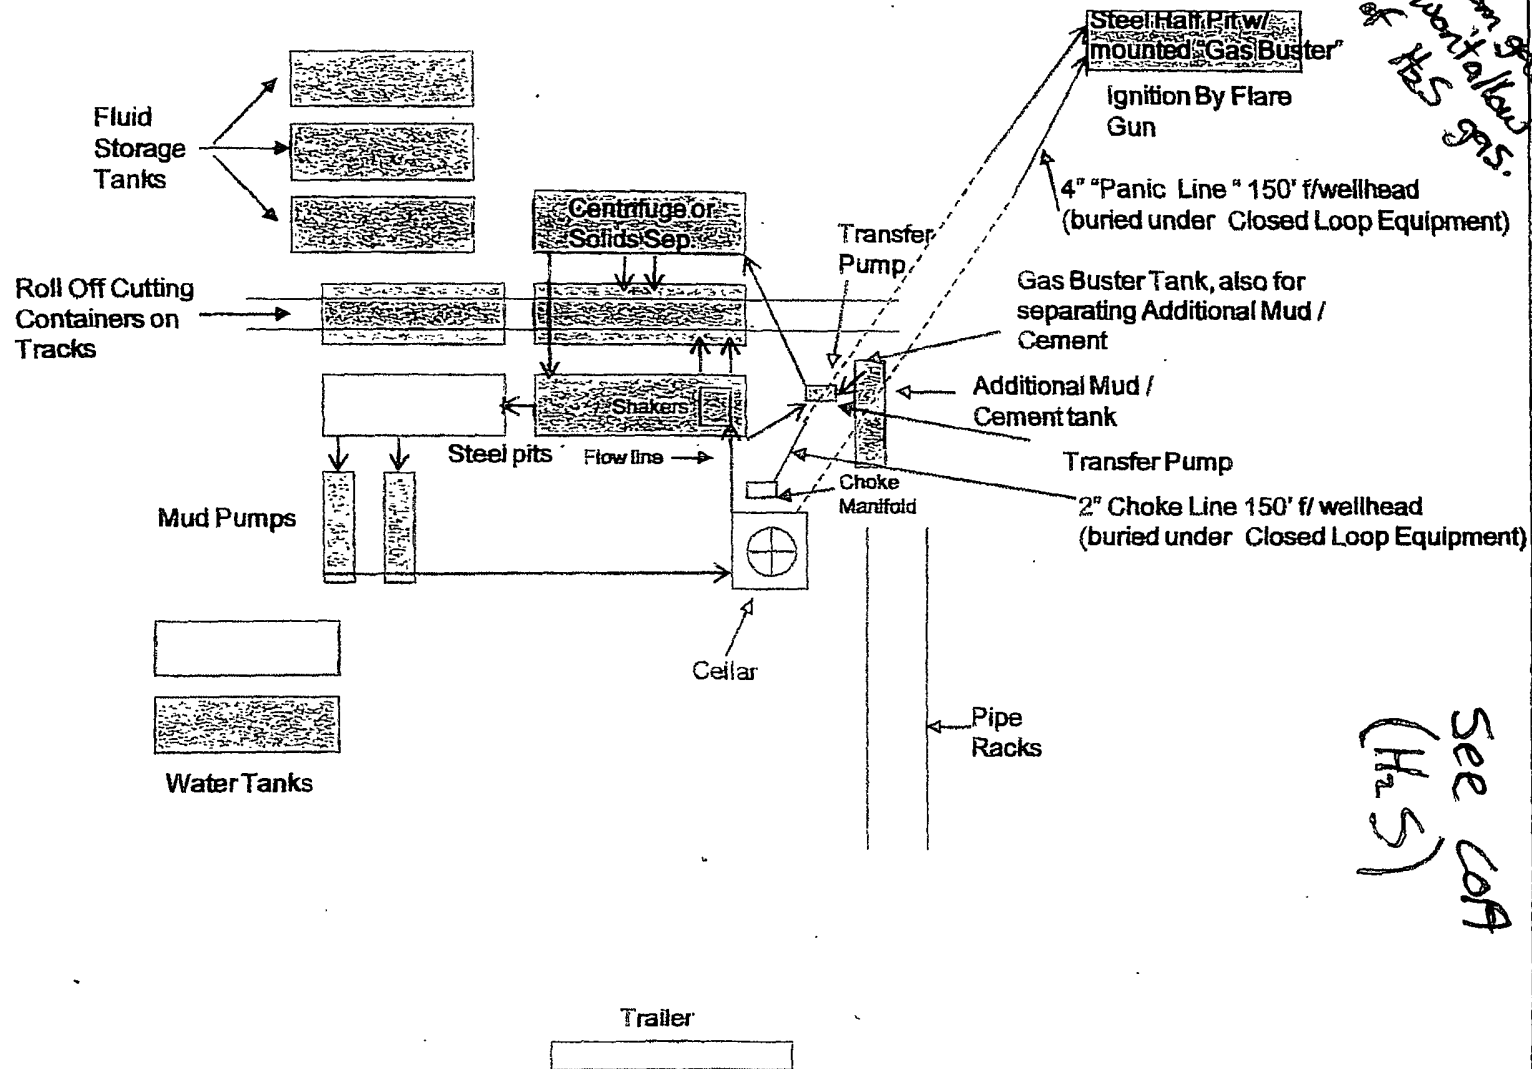 Steel Half Pit w/
mounted "Gas Buster"
Ignition By Flare
Gun
won't allow
of H2S gas.
Fluid
Storage
Tanks
4" "Panic Line " 150' f/wellhead
(buried under Closed Loop Equipment)
Centrifuge or
Solids Sep.
Transfer
Pump
Gas Buster Tank, also for
separating Additional Mud /
Cement
Roll Off Cutting
Containers on
Tracks
Additional Mud /
Cement tank
Shakers
Steel pits
Flow line
Transfer Pump
Choke
Manifold
2" Choke Line 150' f/ wellhead
(buried under Closed Loop Equipment)
Mud Pumps
Cellar
Pipe
Racks
Water Tanks
See COA
(H2S)
Trailer